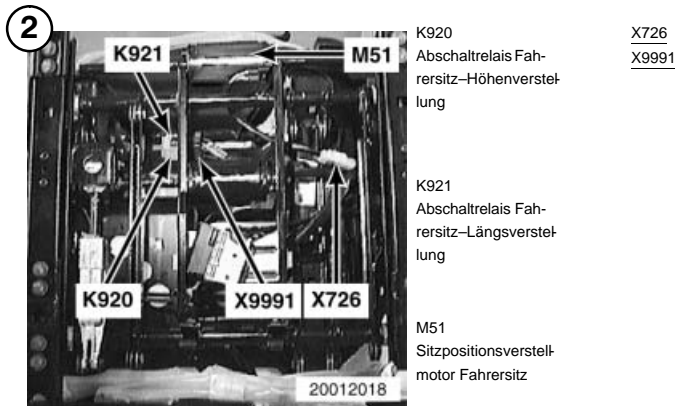 2
K921
M51
K920
X9991
X726
20012018
K920
Abschaltrelais Fah-
rersitz–Höhenverstel-
lung
K921
Abschaltrelais Fah-
rersitz–Längsverstel-
lung
M51
Sitzpositionsverstell-
motor Fahrersitz
X726
X9991